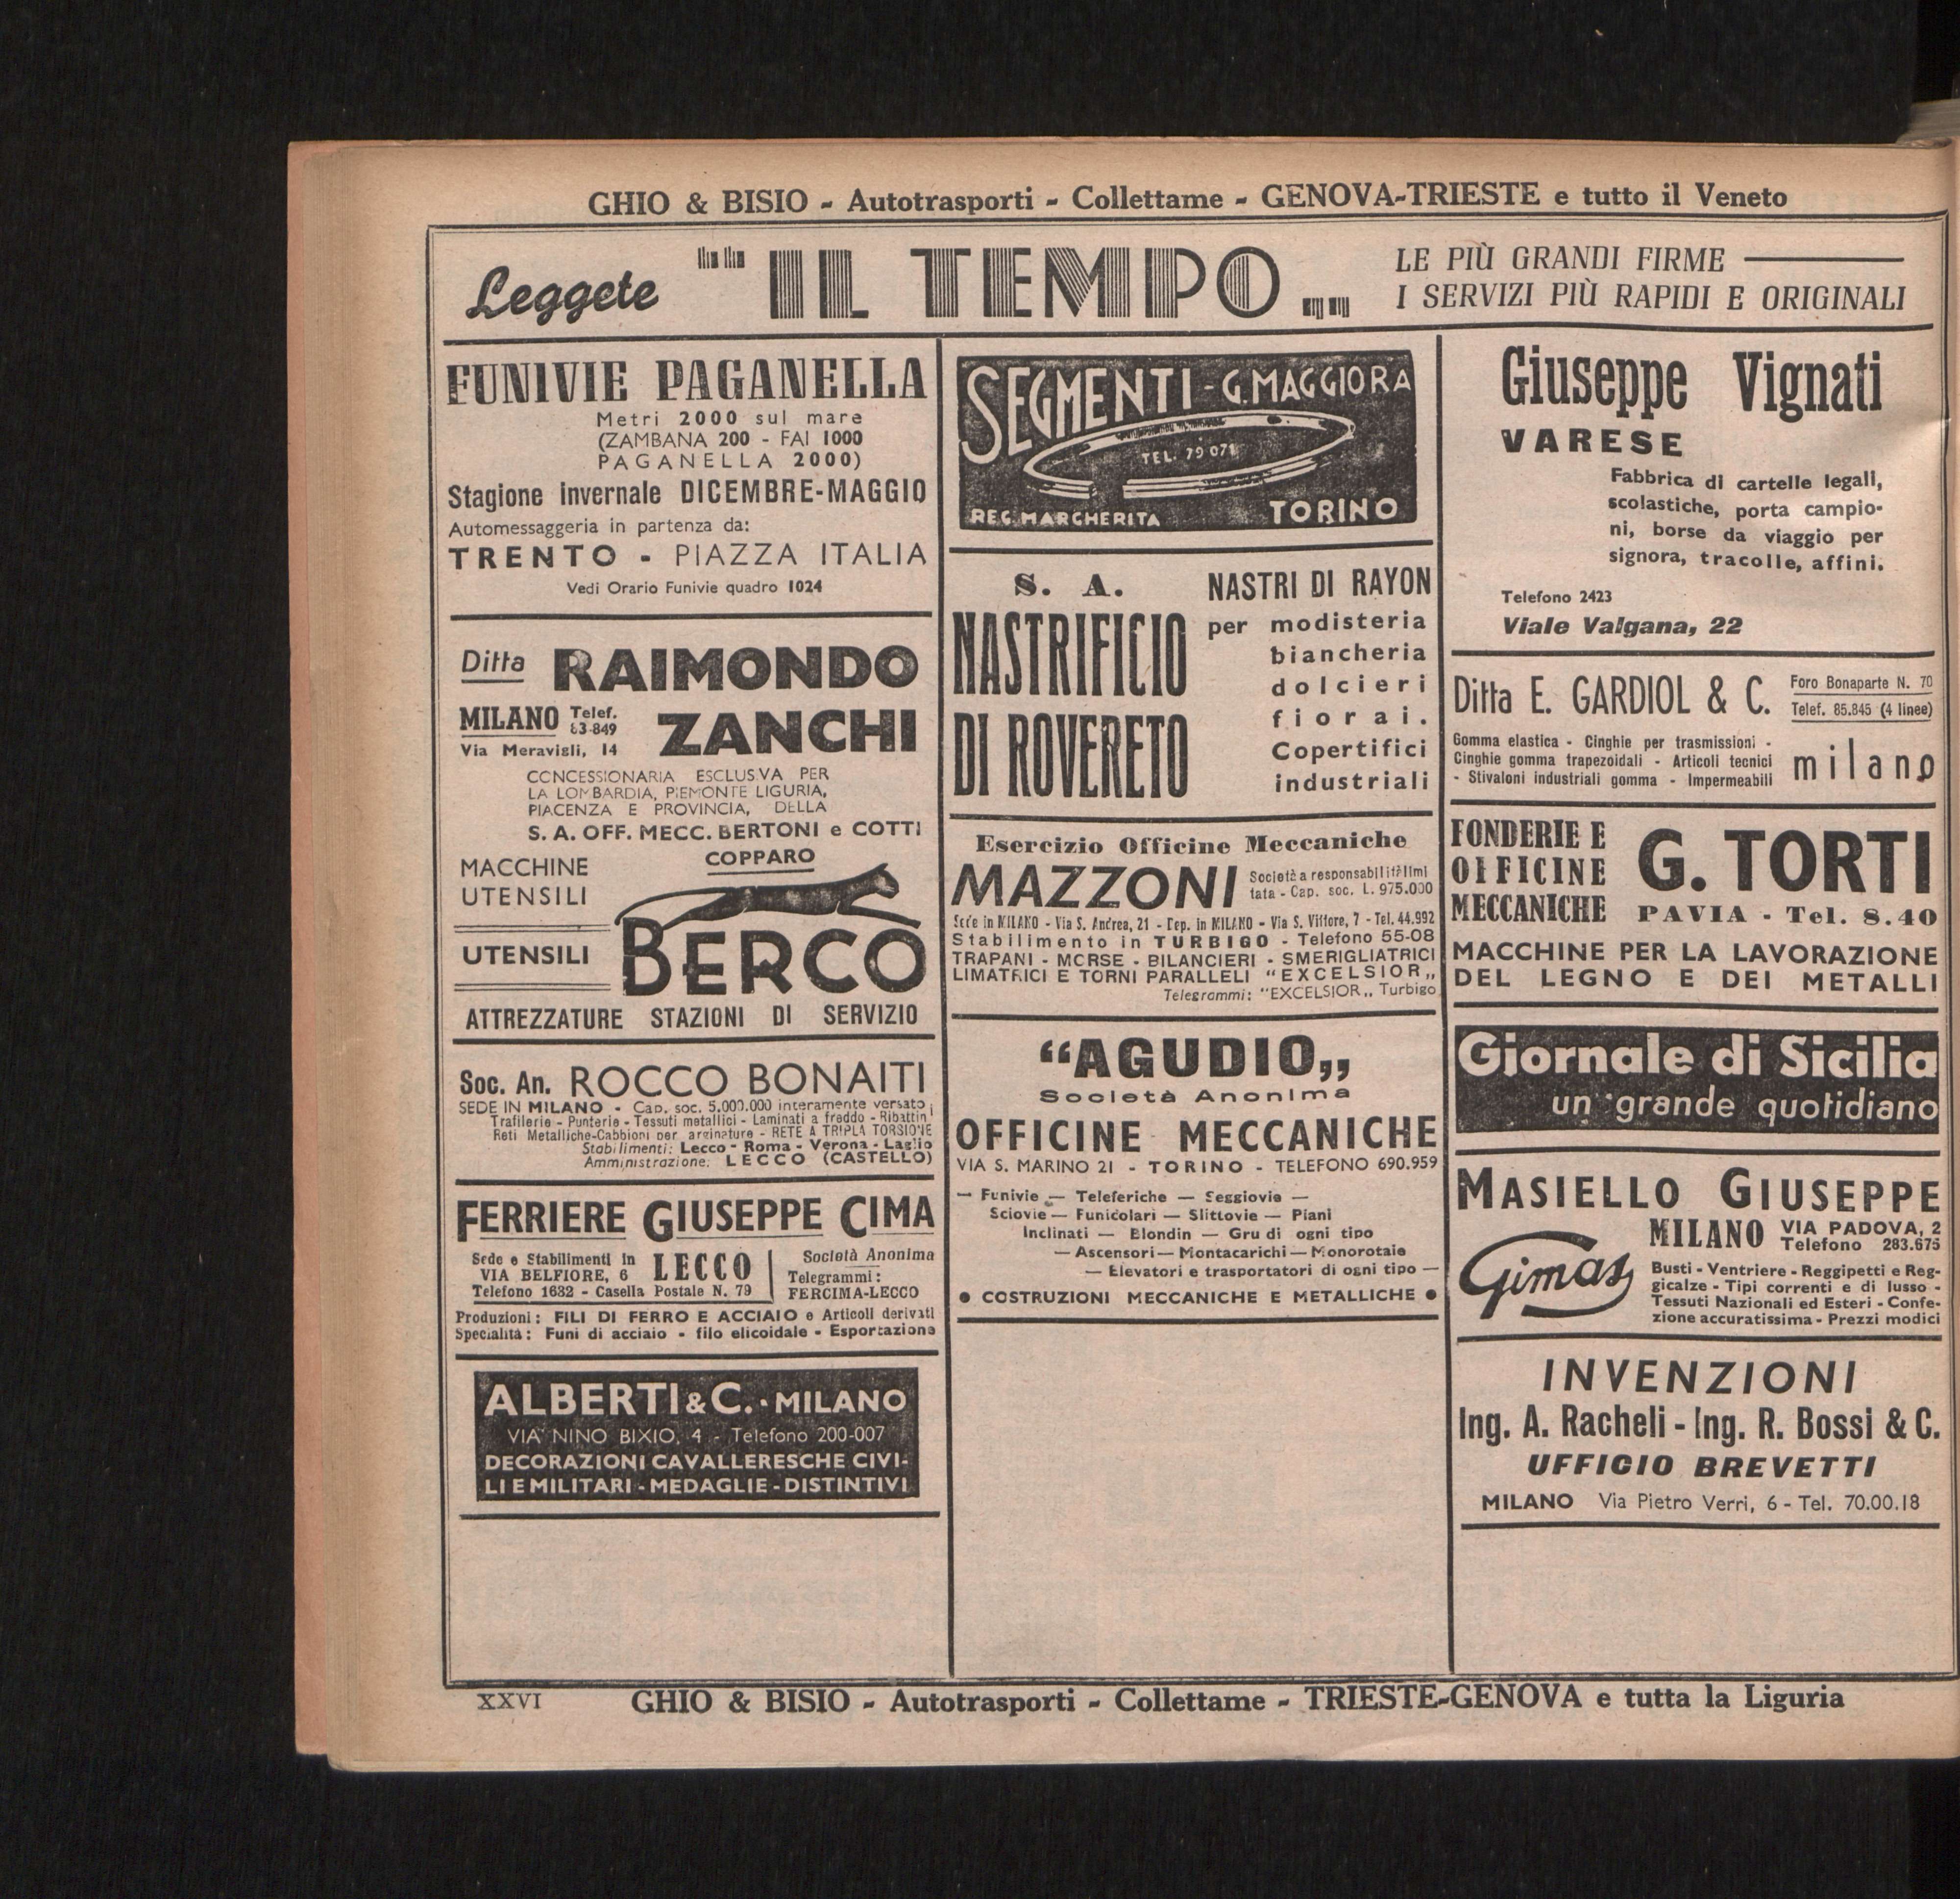 GHIO & BISIO - Autotrasporti - Collettame - GENOVA-TRIESTE e tutto il Veneto
Leggete "IL TEMPO„
LE PIÙ GRANDI FIRME
I SERVIZI PIÙ RAPIDI E ORIGINALI
FUNIVIE PAGANELLA
Metri 2000 sul mare
(ZAMBANA 200 - FAI 1000
PAGANELLA 2000)
Stagione invernale DICEMBRE-MAGGIO
Automessaggeria in partenza da:
TRENTO - PIAZZA ITALIA
Vedi Orario Funivie quadro 1024
Ditta RAIMONDO
ZANCHI
MILANO Telef. 83-849
Via Meravigli, 14
CONCESSIONARIA ESCLUSIVA PER
LA LOMBARDIA, PIEMONTE LIGURIA,
PIACENZA E PROVINCIA, DELLA
S. A. OFF. MECC. BERTONI e COTTI
COPPARO
MACCHINE
UTENSILI
UTENSILI
BERCO
ATTREZZATURE STAZIONI DI SERVIZIO
Soc. An. ROCCO BONAITI
SEDE IN MILANO - Cap. soc. 5.000.000 interamente versato
Trafilerie - Punterie - Tessuti metallici - Laminati a freddo - Ribattini
Reti Metalliche-Cabbioni per arginature - RETE A TRIPLA TORSIONE
Stabilimenti: Lecco - Roma - Verona - Laglio
Amministrazione: LECCO (CASTELLO)
FERRIERE GIUSEPPE CIMA
Sede e Stabilimenti in LECCO
VIA BELFIORE, 6
Telefono 1632 - Casella Postale N. 79
Società Anonima
Telegrammi:
FERCIMA-LECCO
Produzioni: FILI DI FERRO E ACCIAIO e Articoli derivati
Specialità: Funi di acciaio - filo elicoidale - Esportazione
ALBERTI & C. - MILANO
VIA NINO BIXIO, 4 - Telefono 200-007
DECORAZIONI CAVALLERESCHE CIVI-
LI E MILITARI - MEDAGLIE - DISTINTIVI
SEGMENTI - G. MAGGIORA
TEL. 79 071
REG. MARGHERITA TORINO
S. A.
NASTRIFICIO
DI ROVERETO
NASTRI DI RAYON
per modisteria
biancheria
dolcieri
fiorai.
Copertifici
industriali
Esercizio Officine Meccaniche
MAZZONI
Società a responsabilità limi
tata - Cap. soc. L. 975.000
Sede in MILANO - Via S. Andrea, 21 - Dep. in MILANO - Via S. Vittore, 7 - Tel. 44.992
Stabilimento in TURBIGO - Telefono 55-08
TRAPANI - MORSE - BILANCIERI - SMERIGLIATRICI
LIMATRICI E TORNI PARALLELI "EXCELSIOR„
Telegrammi: "EXCELSIOR„ Turbigo
"AGUDIO„
Società Anonima
OFFICINE MECCANICHE
VIA S. MARINO 21 - TORINO - TELEFONO 690.959
— Funivie — Teleferiche — Seggiovie —
Sciovie — Funicolari — Slittovie — Piani
Inclinati — Blondin — Gru di ogni tipo
— Ascensori — Montacarichi — Monorotaie
— Elevatori e trasportatori di ogni tipo —
● COSTRUZIONI MECCANICHE E METALLICHE ●
Giuseppe Vignati
VARESE
Fabbrica di cartelle legali,
scolastiche, porta campio-
ni, borse da viaggio per
signora, tracolle, affini.
Telefono 2423
Viale Valgana, 22
Ditta E. GARDIOL & C.
Foro Bonaparte N. 70
Telef. 85.845 (4 linee)
Gomma elastica - Cinghie per trasmissioni -
Cinghie gomma trapezoidali - Articoli tecnici
- Stivaloni industriali gomma - Impermeabili
milano
FONDERIE E
OFFICINE
MECCANICHE
G. TORTI
PAVIA - Tel. 8.40
MACCHINE PER LA LAVORAZIONE
DEL LEGNO E DEI METALLI
Giornale di Sicilia
un grande quotidiano
MASIELLO GIUSEPPE
Gimas
MILANO VIA PADOVA, 2
Telefono 283.675
Busti - Ventriere - Reggipetti e Reg-
gicalze - Tipi correnti e di lusso -
Tessuti Nazionali ed Esteri - Confe-
zione accuratissima - Prezzi modici
INVENZIONI
Ing. A. Racheli - Ing. R. Bossi & C.
UFFICIO BREVETTI
MILANO Via Pietro Verri, 6 - Tel. 70.00.18
XXVI
GHIO & BISIO - Autotrasporti - Collettame - TRIESTE-GENOVA e tutta la Liguria